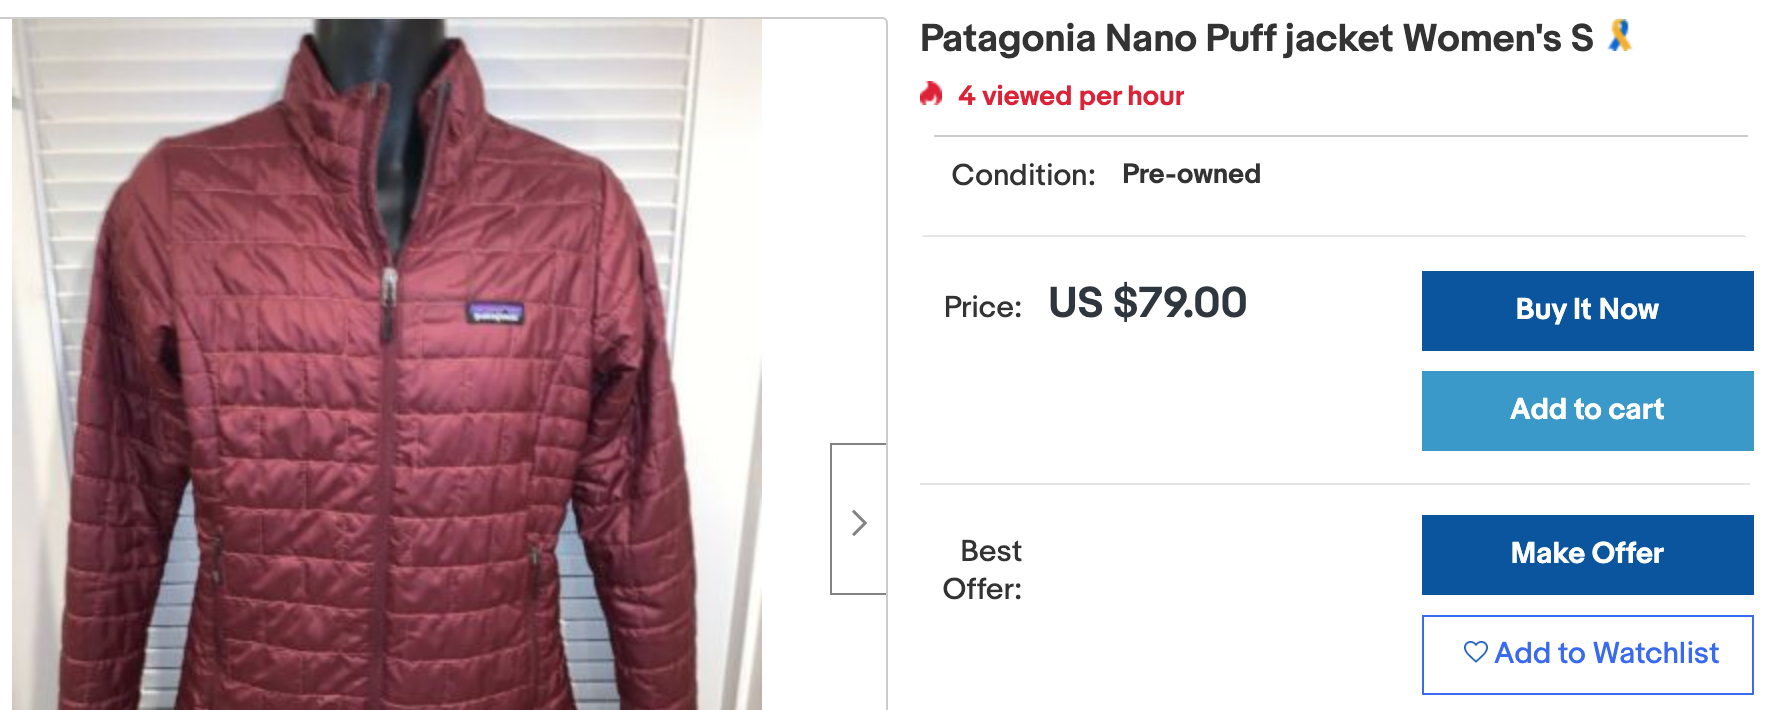 Patagonia Nano Puff jacket Women's S
4 viewed per hour
Condition: Pre-owned
Price: US $79.00
Buy It Now
Add to cart
Best
Offer:
Make Offer
Add to Watchlist
patagonia